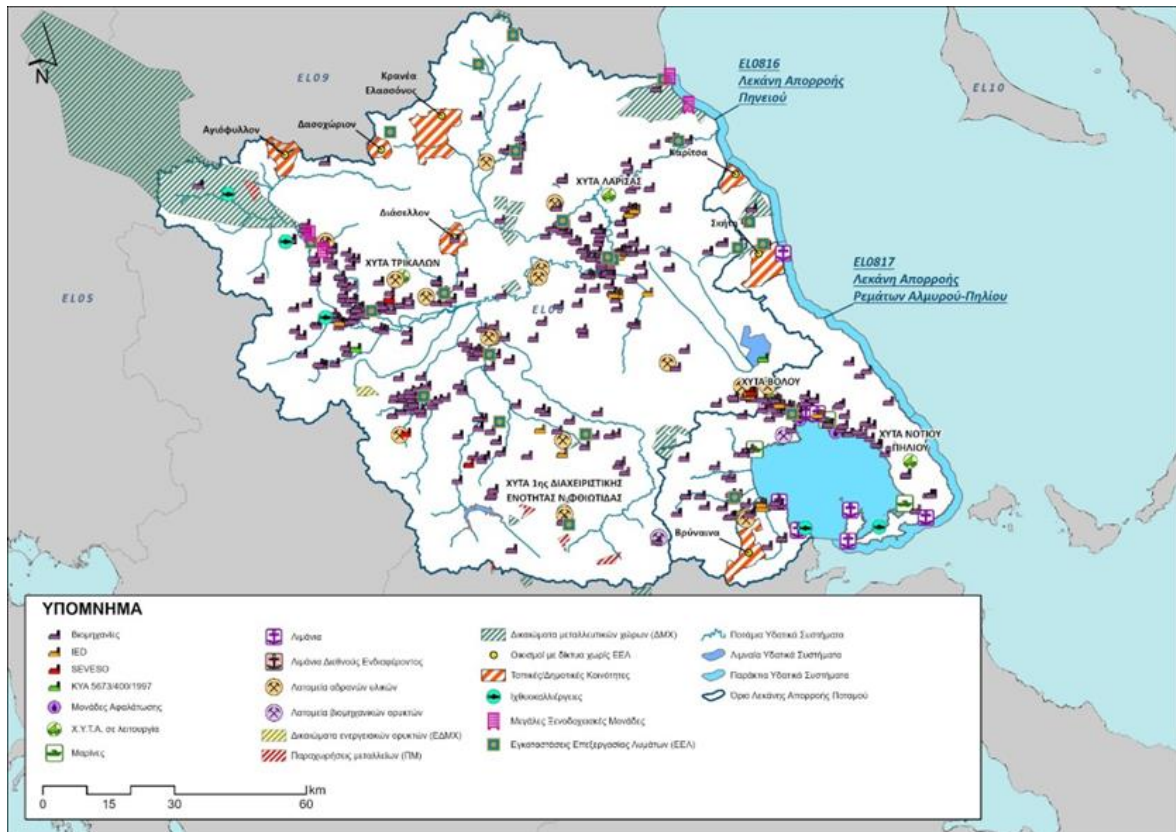 N
EL09
EL10
EL05
EL08
EL0816
Λεκάνη Απορροής
Πηνειού
EL0817
Λεκάνη Απορροής
Ρεμάτων Αλμυρού-Πηλίου
Κρανέα
Ελασσόνος
Δασοχώριον
Αγιόφυλλον
Καρίτσα
ΧΥΤΑ ΛΑΡΙΣΑΣ
Διάσελλον
Σκήτη
ΧΥΤΑ ΤΡΙΚΑΛΩΝ
ΧΥΤΑ ΒΟΛΟΥ
ΧΥΤΑ ΝΟΤΙΟΥ
ΠΗΛΙΟΥ
ΧΥΤΑ 1ης ΔΙΑΧΕΙΡΙΣΤΙΚΗΣ
ΕΝΟΤΗΤΑΣ Ν.ΦΘΙΩΤΙΔΑΣ
Βρύναινα
ΥΠΟΜΝΗΜΑ
Βιομηχανίες
IED
SEVESO
ΚΥΑ 5673/400/1997
Μονάδες Αφαλάτωσης
Χ.Υ.Τ.Α. σε λειτουργία
Μαρίνες
Λιμάνια
Λιμάνια Διεθνούς Ενδιαφέροντος
Λατομεία αδρανών υλικών
Λατομεία βιομηχανικών ορυκτών
Δικαιώματα ενεργειακών ορυκτών (ΕΔΜΧ)
Παραχωρήσεις μεταλλείων (ΠΜ)
Δικαιώματα μεταλλευτικών χώρων (ΔΜΧ)
Οικισμοί με δίκτυα χωρίς ΕΕΛ
Τοπικές/Δημοτικές Κοινότητες
Ιχθυοκαλλιέργειες
Μεγάλες Ξενοδοχειακές Μονάδες
Εγκαταστάσεις Επεξεργασίας Λυμάτων (ΕΕΛ)
Ποτάμια Υδατικά Συστήματα
Λιμναία Υδατικά Συστήματα
Παράκτια Υδατικά Συστήματα
Όριο Λεκάνης Απορροής Ποταμού
km
0 15 30 60